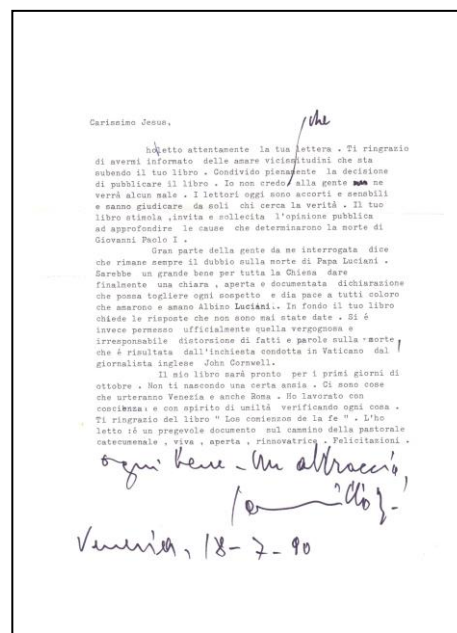 Carissimo Jesus,
che
ho letto attentamente la tua lettera . Ti ringrazio
di avermi informato delle amare vicissitudini che sta
subendo il tuo libro . Condivido pienamente la decisione
di pubblicare il libro . Io non credo alla gente ne
verrà alcun male . I lettori oggi sono accorti e sensibili
e sanno giudicare da soli chi cerca la verità . Il tuo
libro stimola ,invita e sollecita l'opinione pubblica
ad approfondire le cause che determinarono la morte di
Giovanni Paolo I .
Gran parte della gente da me interrogata dice
che rimane sempre il dubbio sulla morte di Papa Luciani .
Sarebbe un grande bene per tutta la Chiesa dare
finalmente una chiara , aperta e documentata dichiarazione
che possa togliere ogni sospetto e dia pace a tutti coloro
che amarono e amano Albino Luciani.. In fondo il tuo libro
chiede le risposte che non sono mai state date . Si é
invece permesso ufficialmente quella vergognosa e
irresponsabile distorsione di fatti e parole sulla morte ,
che é risultata dall'inchiesta condotta in Vaticano dal
giornalista inglese John Cornwell.
Il mio libro sarà pronto per i primi giorni di
ottobre . Non ti nascondo una certa ansia . Ci sono cose
che urteranno Venezia e anche Roma . Ho lavorato con
coscienza: e con spirito di umiltà verificando ogni cosa .
Ti ringrazio del libro " Los comienzos de la fe " . L'ho
letto :é un pregevole documento sul cammino della pastorale
catecumenale , viva , aperta , rinnovatrice . Felicitazioni .
ogni bene - Un abbraccio,
Venezia, 18-7-90